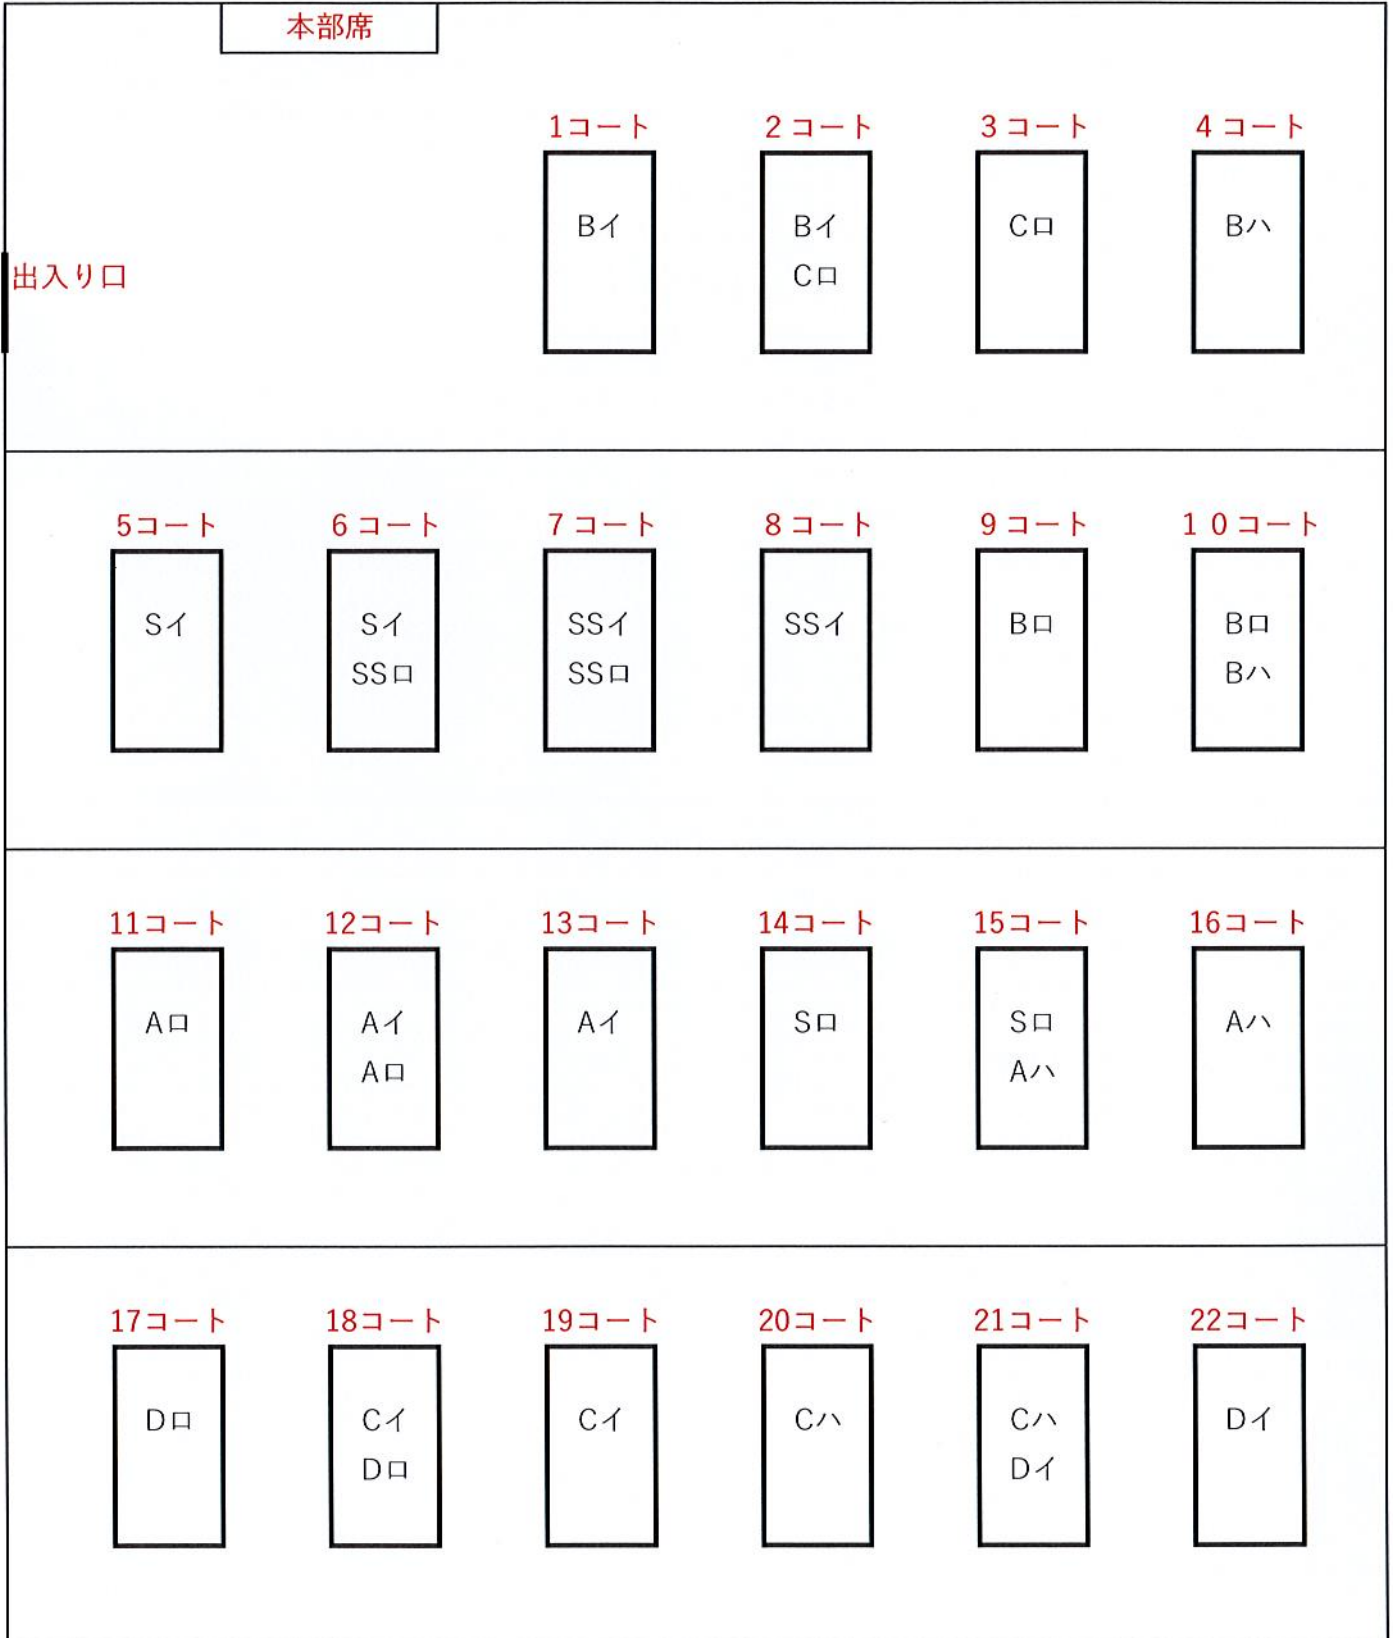 本部席
1コート 2コート 3コート 4コート
Bイ Bイ Cロ Bハ
Cロ
出入り口
5コート 6コート 7コート 8コート 9コート 10コート
Sイ Sイ SSイ SSイ Bロ Bロ
SSロ SSロ Bハ
11コート 12コート 13コート 14コート 15コート 16コート
Aロ Aイ Aイ Sロ Sロ Aハ
Aロ Aハ
17コート 18コート 19コート 20コート 21コート 22コート
Dロ Cイ Cイ Cハ Cハ Dイ
Dロ Dイ